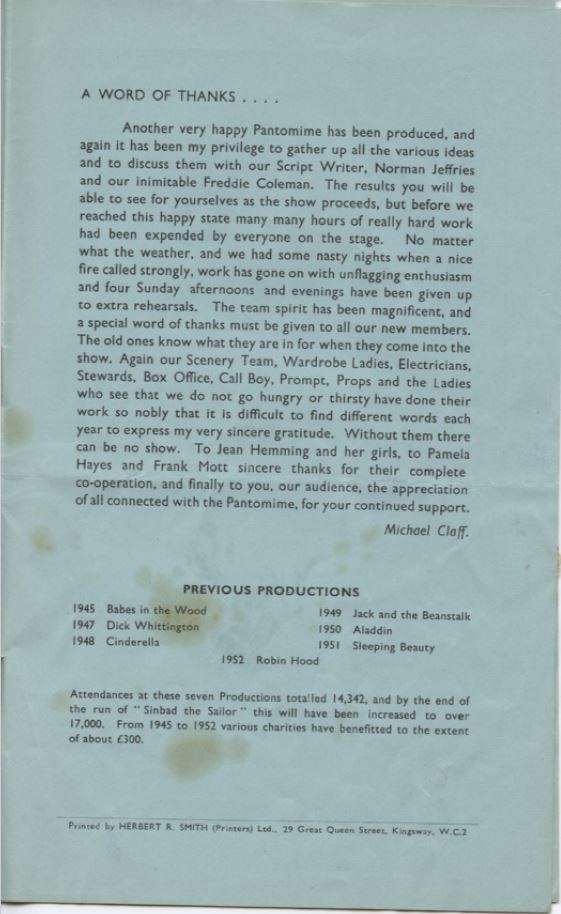 A WORD OF THANKS . . . .
Another very happy Pantomime has been produced, and
again it has been my privilege to gather up all the various ideas
and to discuss them with our Script Writer, Norman Jeffries
and our inimitable Freddie Coleman. The results you will be
able to see for yourselves as the show proceeds, but before we
reached this happy state many many hours of really hard work
had been expended by everyone on the stage. No matter
what the weather, and we had some nasty nights when a nice
fire called strongly, work has gone on with unflagging enthusiasm
and four Sunday afternoons and evenings have been given up
to extra rehearsals. The team spirit has been magnificent, and
a special word of thanks must be given to all our new members.
The old ones know what they are in for when they come into the
show. Again our Scenery Team, Wardrobe Ladies, Electricians,
Stewards, Box Office, Call Boy, Prompt, Props and the Ladies
who see that we do not go hungry or thirsty have done their
work so nobly that it is difficult to find different words each
year to express my very sincere gratitude. Without them there
can be no show. To Jean Hemming and her girls, to Pamela
Hayes and Frank Mott sincere thanks for their complete
co-operation, and finally to you, our audience, the appreciation
of all connected with the Pantomime, for your continued support.
Michael Claff.
PREVIOUS PRODUCTIONS
1945 Babes in the Wood
1947 Dick Whittington
1948 Cinderella
1949 Jack and the Beanstalk
1950 Aladdin
1951 Sleeping Beauty
1952 Robin Hood
Attendances at these seven Productions totalled 14,342, and by the end of
the run of " Sinbad the Sailor " this will have been increased to over
17,000. From 1945 to 1952 various charities have benefitted to the extent
of about £300.
Printed by HERBERT R. SMITH (Printers) Ltd., 29 Great Queen Street, Kingsway, W.C.2